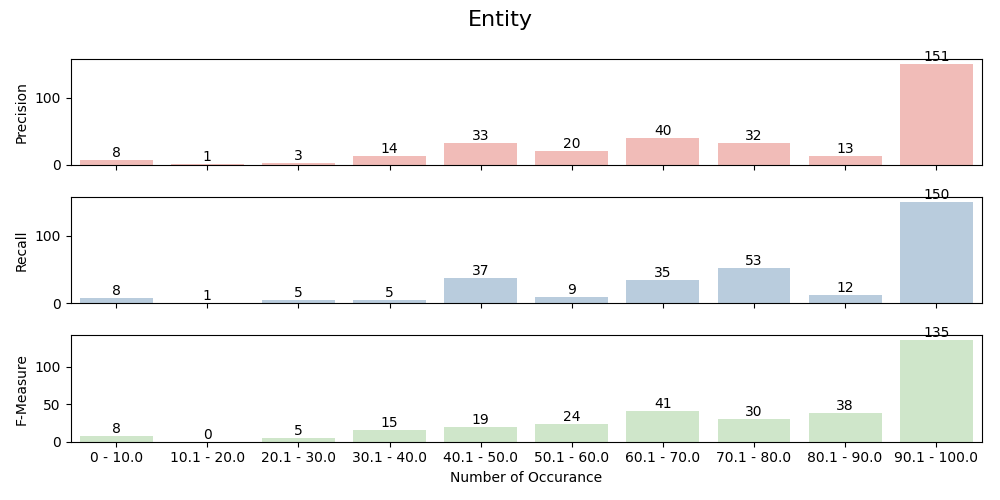 Entity
Precision
100
0
8 1 3 14 33 20 40 32 13 151
Recall
100
0
8 1 5 5 37 9 35 53 12 150
F-Measure
100
50
0
8 0 5 15 19 24 41 30 38 135
0 - 10.0 10.1 - 20.0 20.1 - 30.0 30.1 - 40.0 40.1 - 50.0 50.1 - 60.0 60.1 - 70.0 70.1 - 80.0 80.1 - 90.0 90.1 - 100.0
Number of Occurance